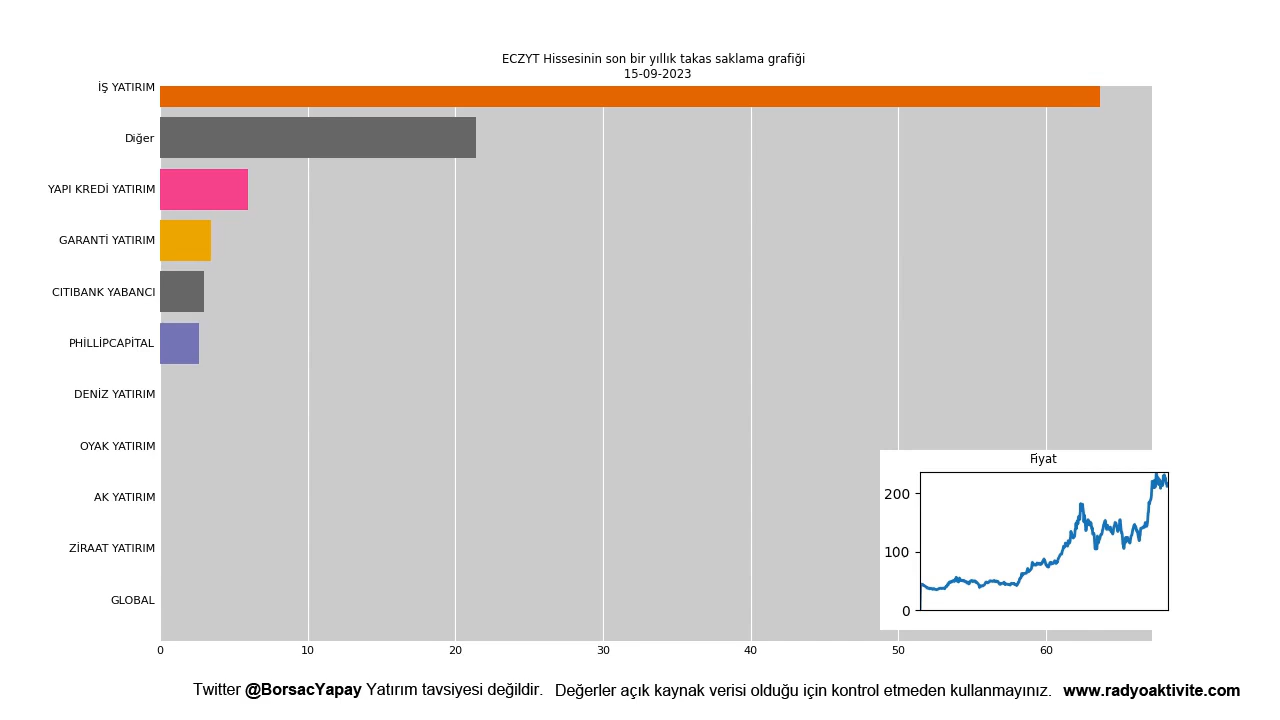 ECZYT Hissesinin son bir yıllık takas saklama grafiği
15-09-2023
İŞ YATIRIM
Diğer
YAPI KREDİ YATIRIM
GARANTİ YATIRIM
CITIBANK YABANCI
PHİLLİPCAPİTAL
DENİZ YATIRIM
OYAK YATIRIM
AK YATIRIM
ZİRAAT YATIRIM
GLOBAL
0 10 20 30 40 50 60
Fiyat
200
100
0
Twitter @BorsacYapay Yatırım tavsiyesi değildir. Değerler açık kaynak verisi olduğu için kontrol etmeden kullanmayınız. www.radyoaktivite.com